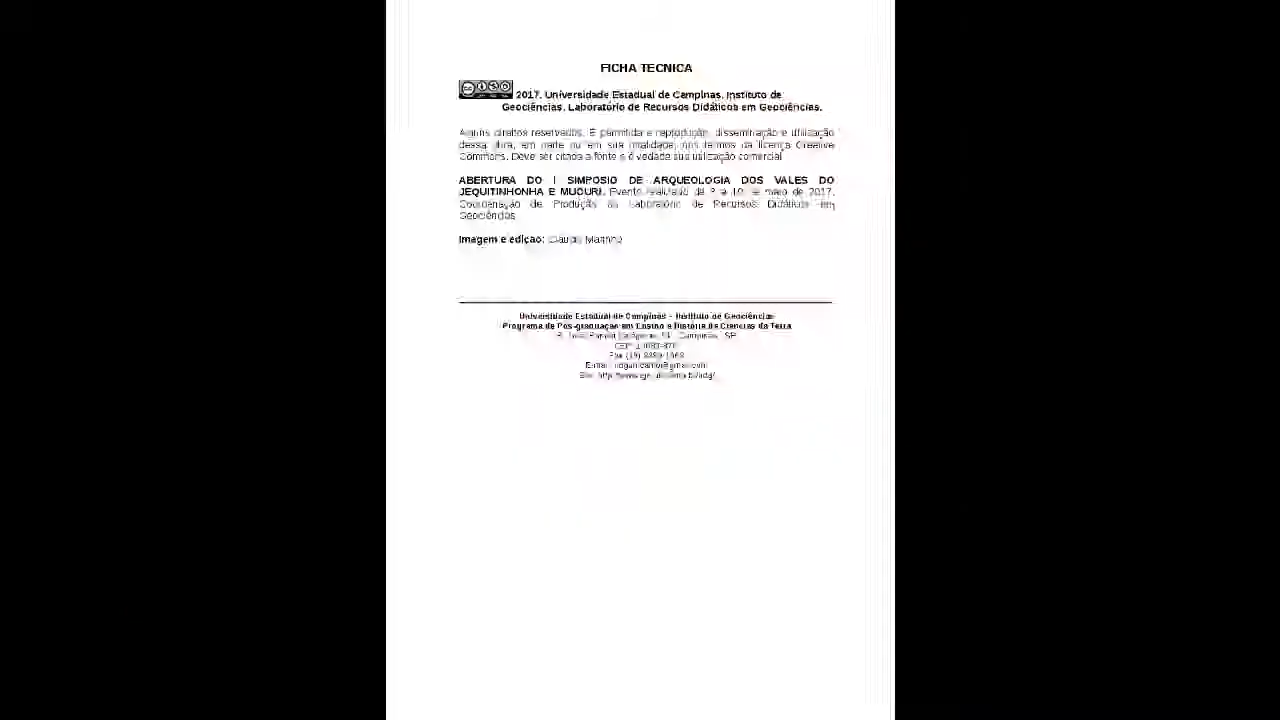 FICHA TECNICA
2017. Universidade Estadual de Campinas. Instituto de
Geociências. Laboratório de Recursos Didáticos em Geociências.
Alguns direitos reservados. É permitida a reprodução, disseminação e utilização
dessa obra, em parte ou em sua totalidade, nos termos da licença Creative
Commons. Deve ser citada a fonte e é vedada sua utilização comercial
ABERTURA DO I SIMPOSIO DE ARQUEOLOGIA DOS VALES DO
JEQUITINHONHA E MUCURI. Evento realizado de a 10 de maio de 2017.
Coordenação de Produção do Laboratório de Recursos Didáticos em
Geociências
Imagem e edição: Martinho
Universidade Estadual de Campinas - Instituto de Geociências
Programa de Pós-graduação em Ensino e História de Ciências da Terra
Campinas SP
CEP
Fax (19)
Email